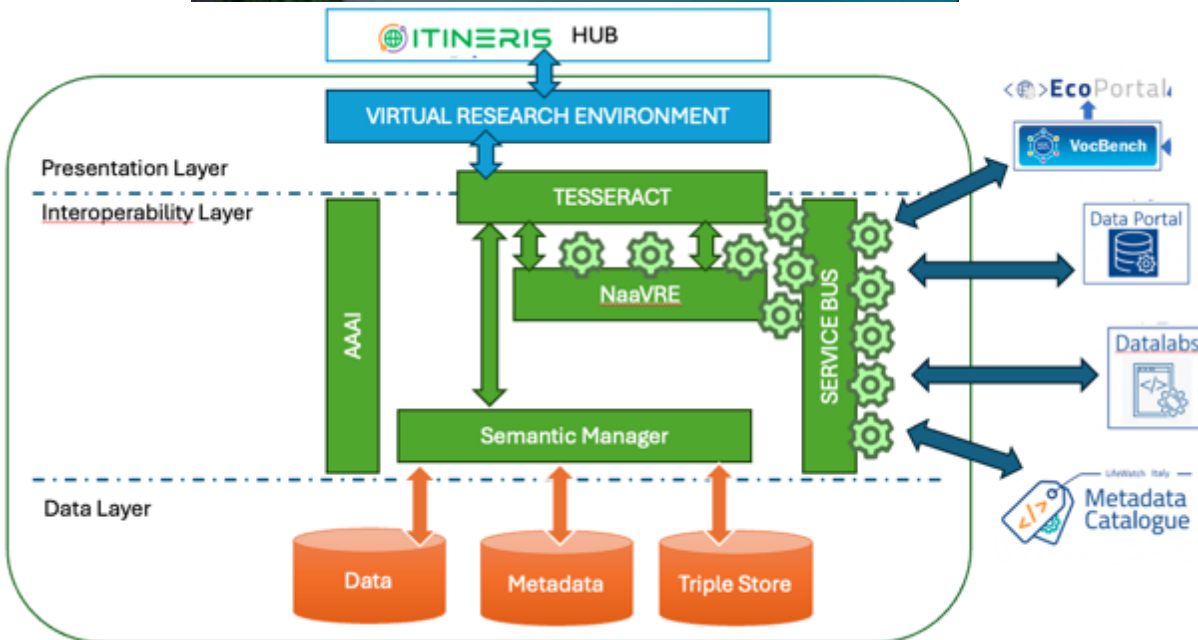 ITINERIS HUB
VIRTUAL RESEARCH ENVIRONMENT
<EcoPortal
VocBench
Presentation Layer
TESSERACT
Interoperability Layer
Data Portal
NaaVRE
AAAI
SERVICE BUS
Datalabs
</>
Semantic Manager
LifeWatch Italy
Metadata
Catalogue
</>
Data Layer
Data
Metadata
Triple Store